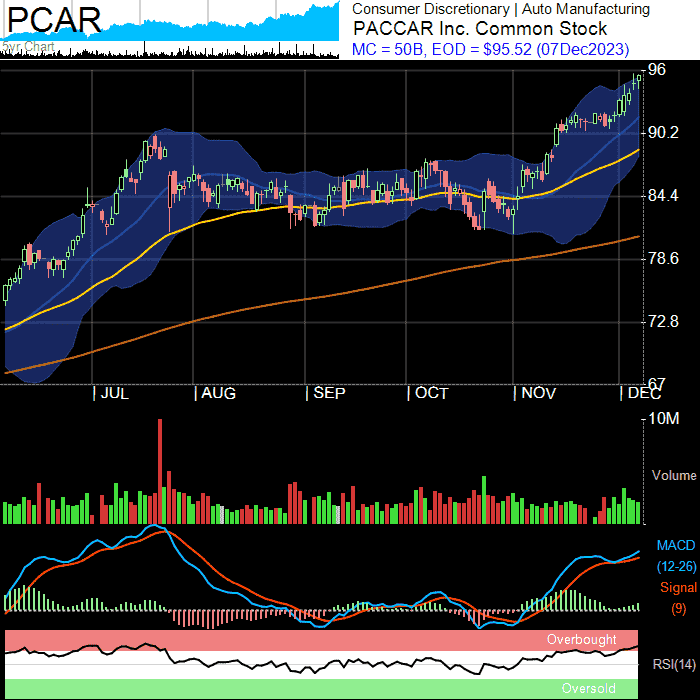 PCAR
5yr Chart
Consumer Discretionary | Auto Manufacturing
PACCAR Inc. Common Stock
MC = 50B, EOD = $95.52 (07Dec2023)
96
90.2
84.4
78.6
72.8
67
| JUL | AUG | SEP | OCT | NOV | DEC
10M
Volume
MACD
(12-26)
Signal
(9)
Overbought
RSI(14)
Oversold